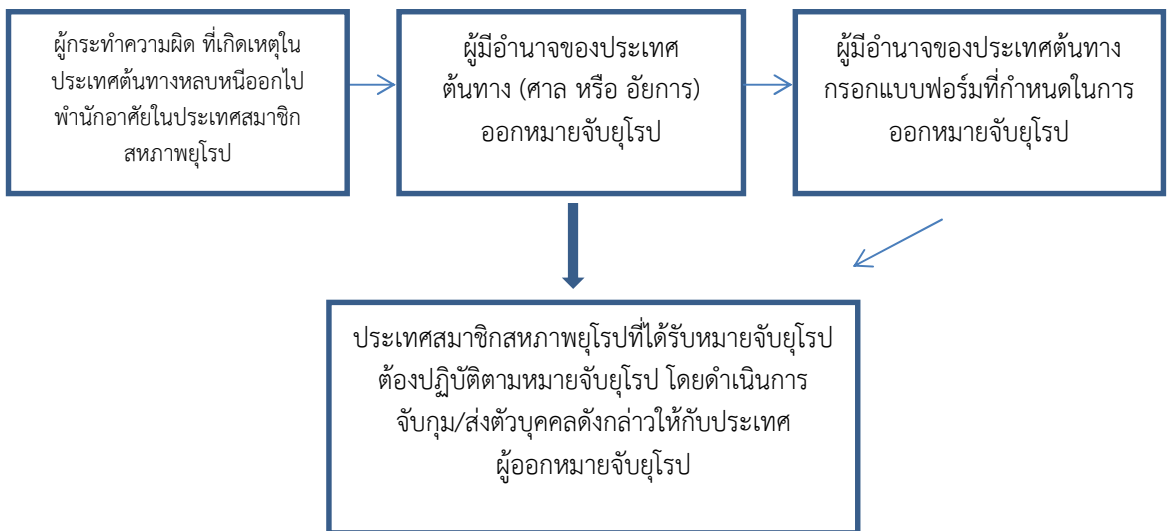 ผู้กระทำความผิด ที่เกิดเหตุใน
ประเทศต้นทางหลบหนีออกไป
พำนักอาศัยในประเทศสมาชิก
สหภาพยุโรป
ผู้มีอำนาจของประเทศ
ต้นทาง (ศาล หรือ อัยการ)
ออกหมายจับยุโรป
ผู้มีอำนาจของประเทศต้นทาง
กรอกแบบฟอร์มที่กำหนดในการ
ออกหมายจับยุโรป
ประเทศสมาชิกสหภาพยุโรปที่ได้รับหมายจับยุโรป
ต้องปฏิบัติตามหมายจับยุโรป โดยดำเนินการ
จับกุม/ส่งตัวบุคคลดังกล่าวให้กับประเทศ
ผู้ออกหมายจับยุโรป